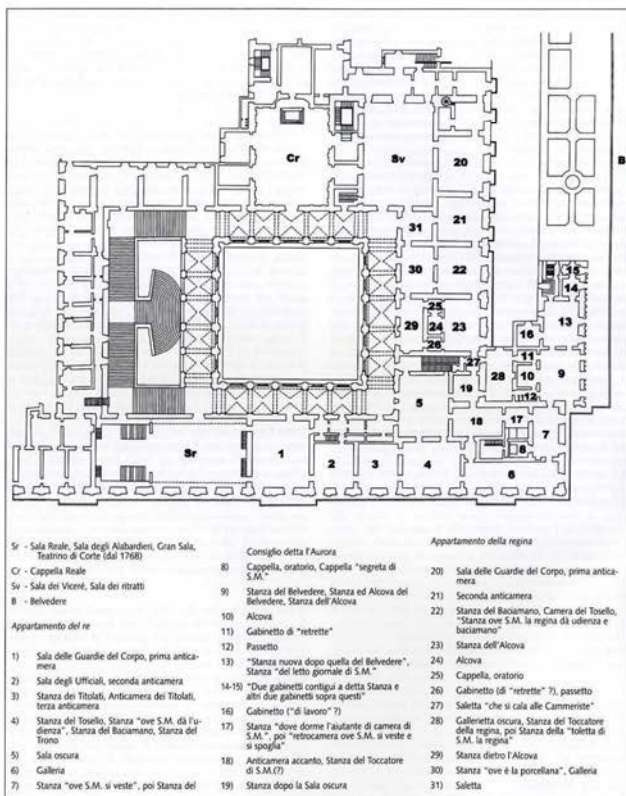 Cr
Sv
20
B
21
31
30
22
15
14
25
29
24
23
13
26
16
27
11
28
10
9
19
12
5
18
17
7
8
Sr
1
2
3
4
6
Sr - Sala Reale, Sala degli Alabardieri, Gran Sala,
Teatrino di Corte (dal 1768)
Cr - Cappella Reale
Sv - Sala dei Viceré, Sala dei ritratti
B - Belvedere
Appartamento del re
1) Sala delle Guardie del Corpo, prima antica-
mera
2) Sala degli Ufficiali, seconda anticamera
3) Stanza dei Titolati, Anticamera dei Titolati,
terza anticamera
4) Stanza del Tosello, Stanza "ove S.M. dà l'u-
dienza", Stanza del Baciamano, Stanza del
Trono
5) Sala oscura
6) Galleria
7) Stanza "ove S.M. si veste", poi Stanza del
Consiglio detta l'Aurora
8) Cappella, oratorio, Cappella "segreta di
S.M."
9) Stanza del Belvedere, Stanza ed Alcova del
Belvedere, Stanza dell'Alcova
10) Alcova
11) Gabinetto di "retrette"
12) Passetto
13) "Stanza nuova dopo quella del Belvedere",
Stanza "del letto giornale di S.M."
14-15) "Due gabinetti contigui a detta Stanza e
altri due gabinetti sopra questi"
16) Gabinetto ("di lavoro" ?)
17) Stanza "dove dorme l'aiutante di camera di
S.M.", poi "retrocamera ove S.M. si veste e
si spoglia"
18) Anticamera accanto, Stanza del Toccatore
di S.M.(?)
19) Stanza dopo la Sala oscura
Appartamento della regina
20) Sala delle Guardie del Corpo, prima antica-
mera
21) Seconda anticamera
22) Stanza del Baciamano, Camera del Tosello,
"Stanza ove S.M. la regina dà udienza e
baciamano"
23) Stanza dell'Alcova
24) Alcova
25) Cappella, oratorio
26) Gabinetto (di "retrette" ?), passetto
27) Saletta "che si cala alle Cammeriste"
28) Gallerietta oscura, Stanza del Toccatore
della regina, poi Stanza della "toletta di
S.M. la regina"
29) Stanza dietro l'Alcova
30) Stanza "ove è la porcellana", Galleria
31) Saletta